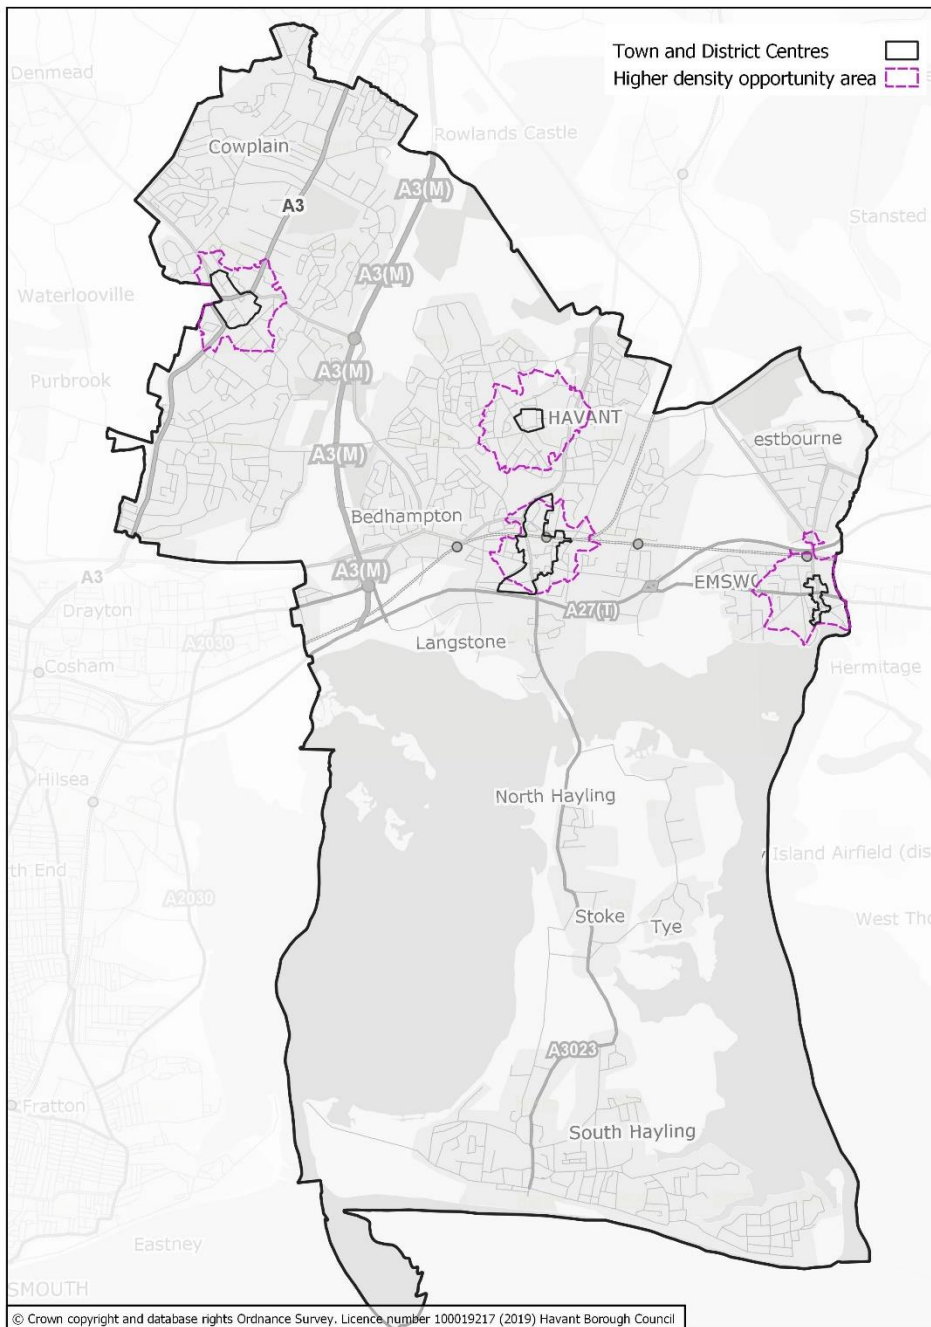 Town and District Centres
Higher density opportunity area
Denmead
Rowlands Castle
Cowplain
A3(M)
A3
Stansted
A3(M)
Waterlooville
A3(M)
Purbrook
HAVANT
estbourne
A3(M)
Bedhampton
A3(M)
A3
EMSWO
Drayton
A27(T)
A2030
Langstone
Cosham
Hermitage
Hilsea
North Hayling
Island Airfield (dis
th End
A2030
Stoke
Tye
West Tho
A3023
Fratton
South Hayling
Eastney
SMOUTH
© Crown copyright and database rights Ordnance Survey. Licence number 100019217 (2019) Havant Borough Council